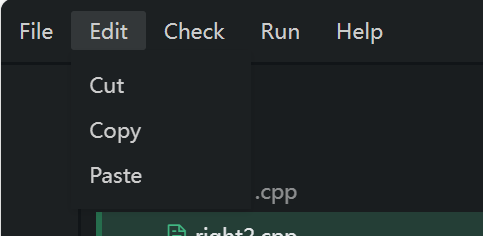 File Edit Check Run Help
Cut
Copy
Paste
.cpp
right2.cpp